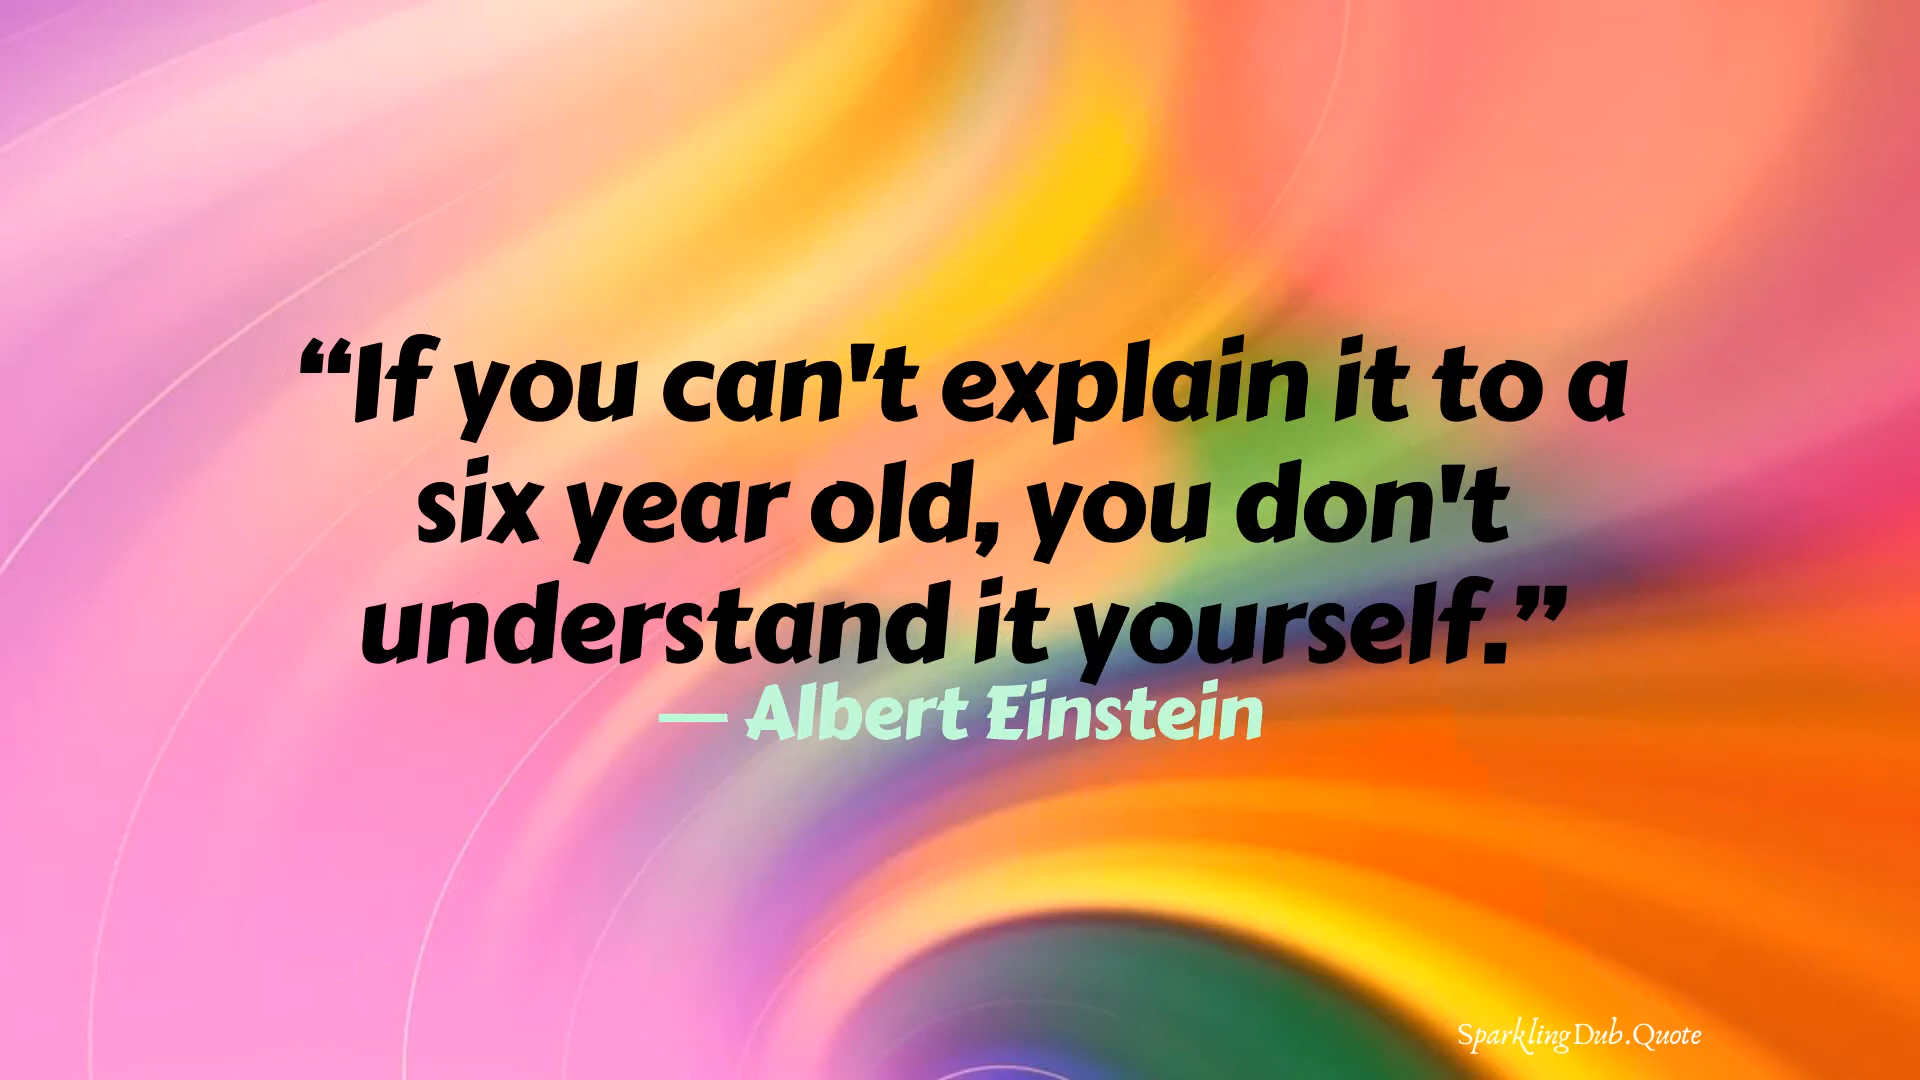 “If you can't explain it to a
six year old, you don't
understand it yourself.”
— Albert Einstein
SparklingDub.Quote